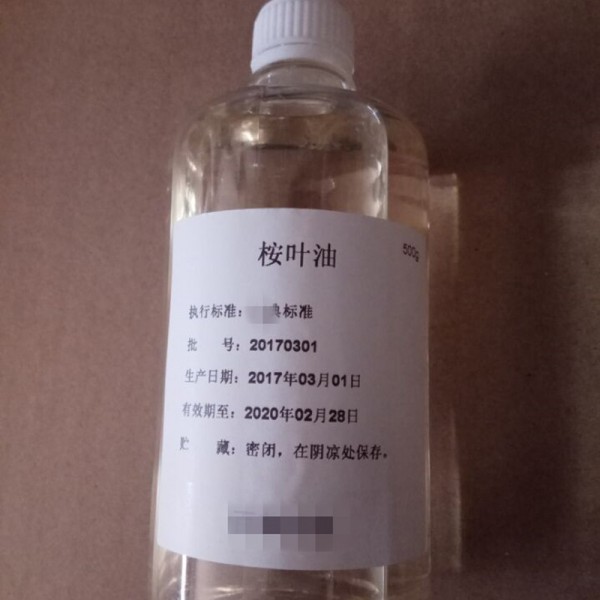 桉叶油
500g
执行标准：典标准
批 号：20170301
生产日期：2017年03月01日
有效期至：2020年02月28日
贮 藏：密闭，在阴凉处保存。